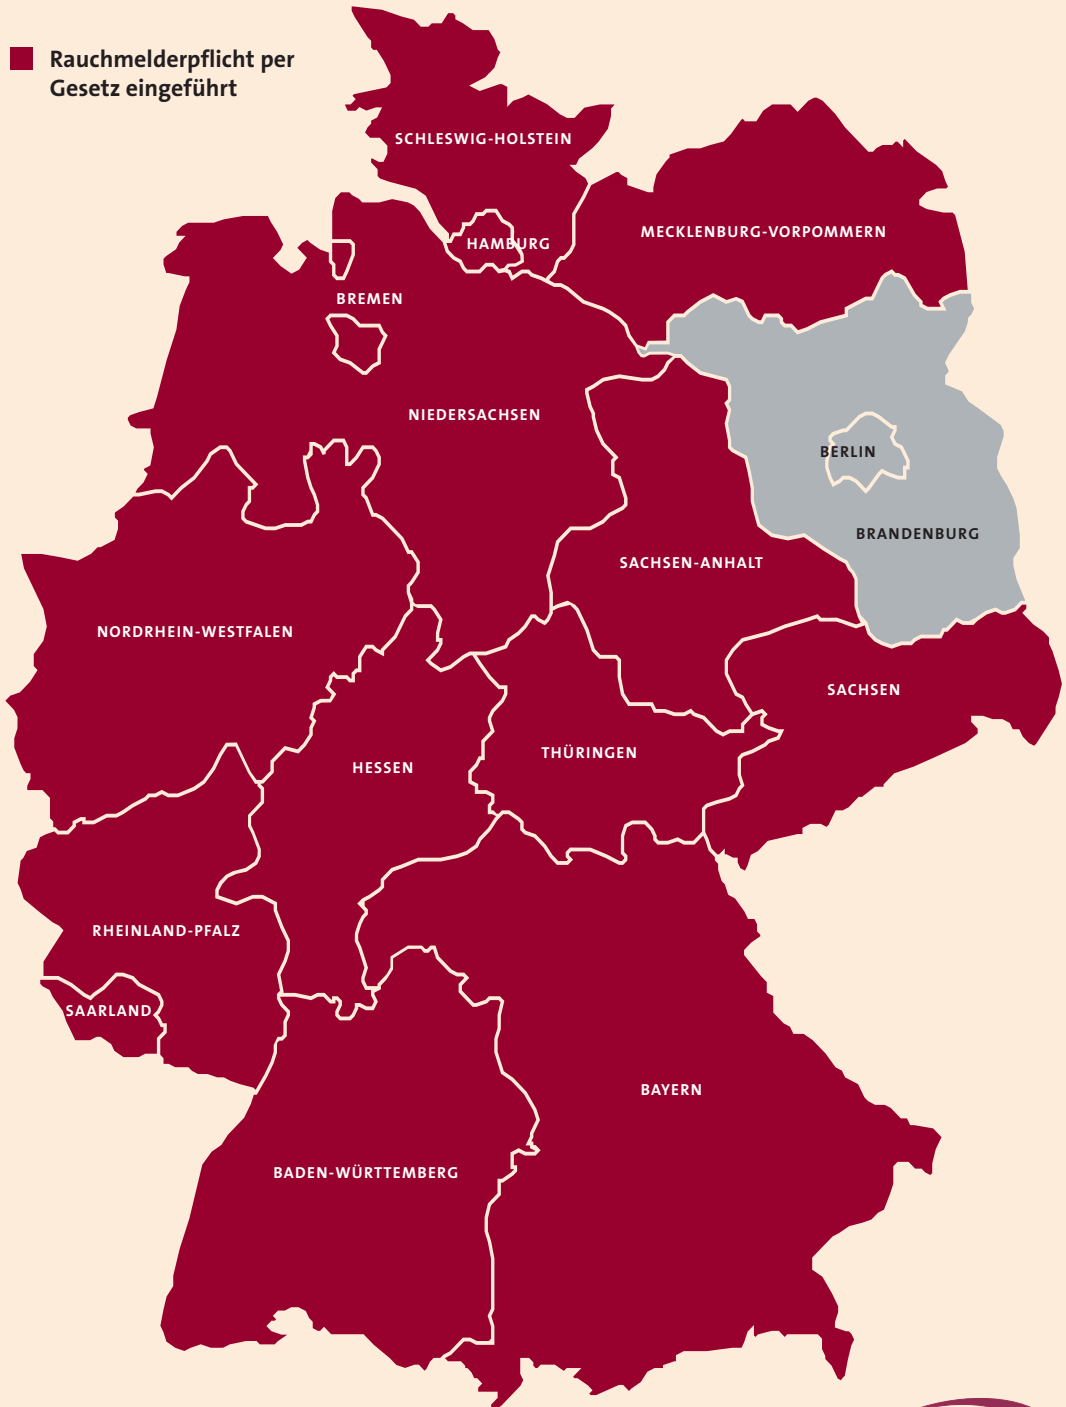 Rauchmelderpflicht per
Gesetz eingeführt
SCHLESWIG-HOLSTEIN
MECKLENBURG-VORPOMMERN
HAMBURG
BREMEN
NIEDERSACHSEN
BERLIN
BRANDENBURG
SACHSEN-ANHALT
NORDRHEIN-WESTFALEN
SACHSEN
THÜRINGEN
HESSEN
RHEINLAND-PFALZ
SAARLAND
BAYERN
BADEN-WÜRTTEMBERG